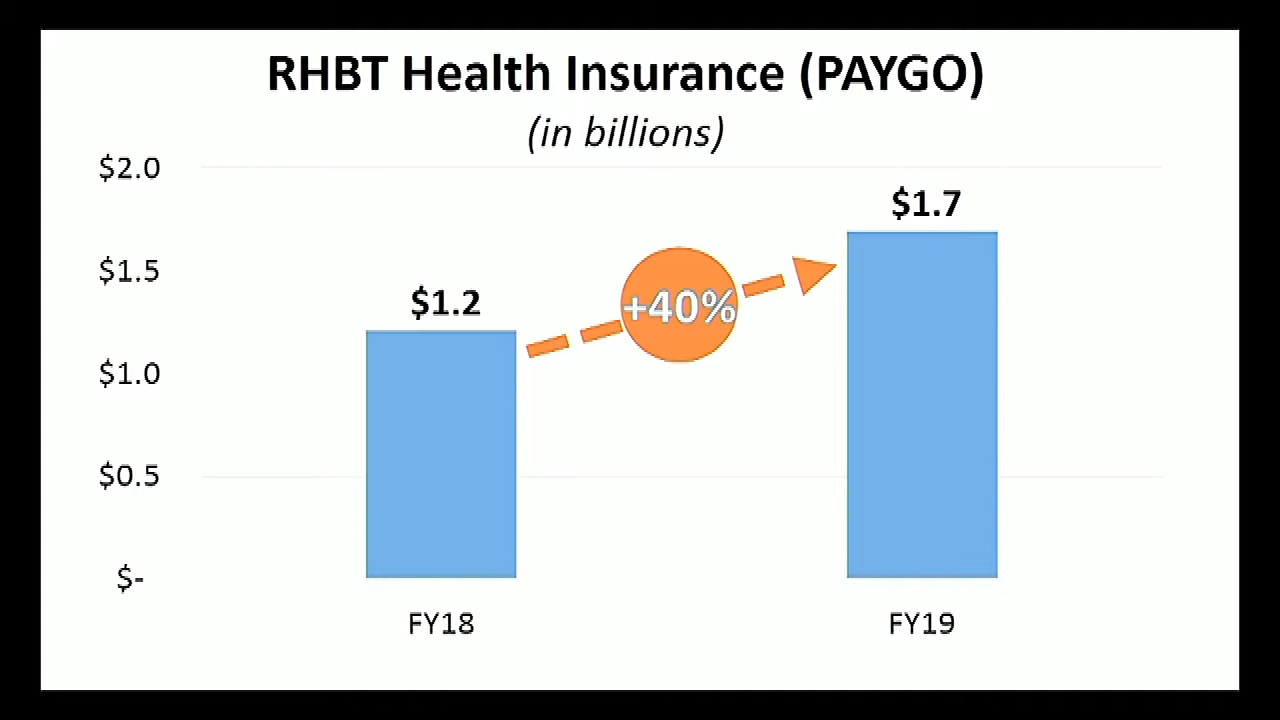 RHBT Health Insurance (PAYGO)
(in billions)
$2.0
$1.7
$1.5
+40%
$1.2
$1.0
$0.5
$-
FY18 FY19